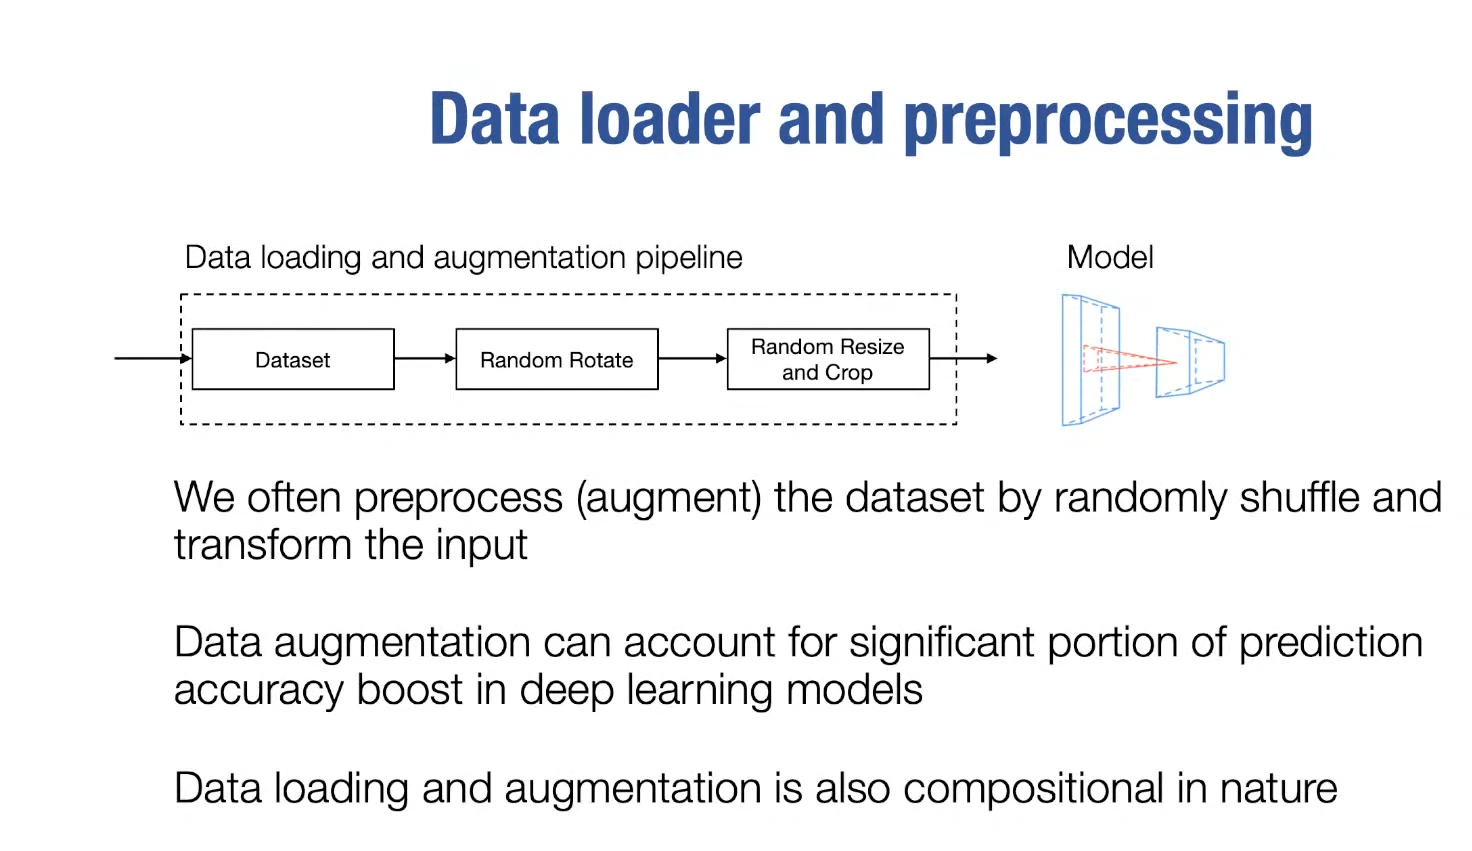 Data loader and preprocessing
Data loading and augmentation pipeline
Model
Dataset
Random Rotate
Random Resize
and Crop
We often preprocess (augment) the dataset by randomly shuffle and
transform the input
Data augmentation can account for significant portion of prediction
accuracy boost in deep learning models
Data loading and augmentation is also compositional in nature